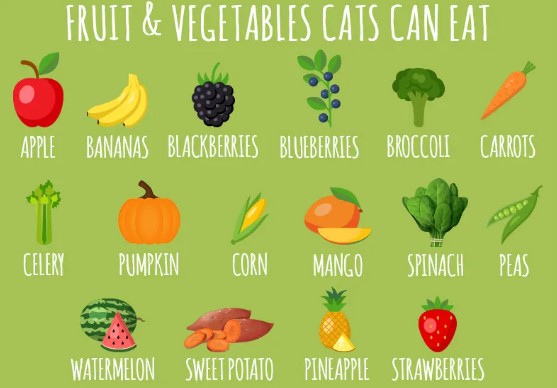 FRUIT & VEGETABLES CATS CAN EAT
APPLE BANANAS BLACKBERRIES BLUEBERRIES BROCCOLI CARROTS
CELERY PUMPKIN CORN MANGO SPINACH PEAS
WATERMELON SWEET POTATO PINEAPPLE STRAWBERRIES